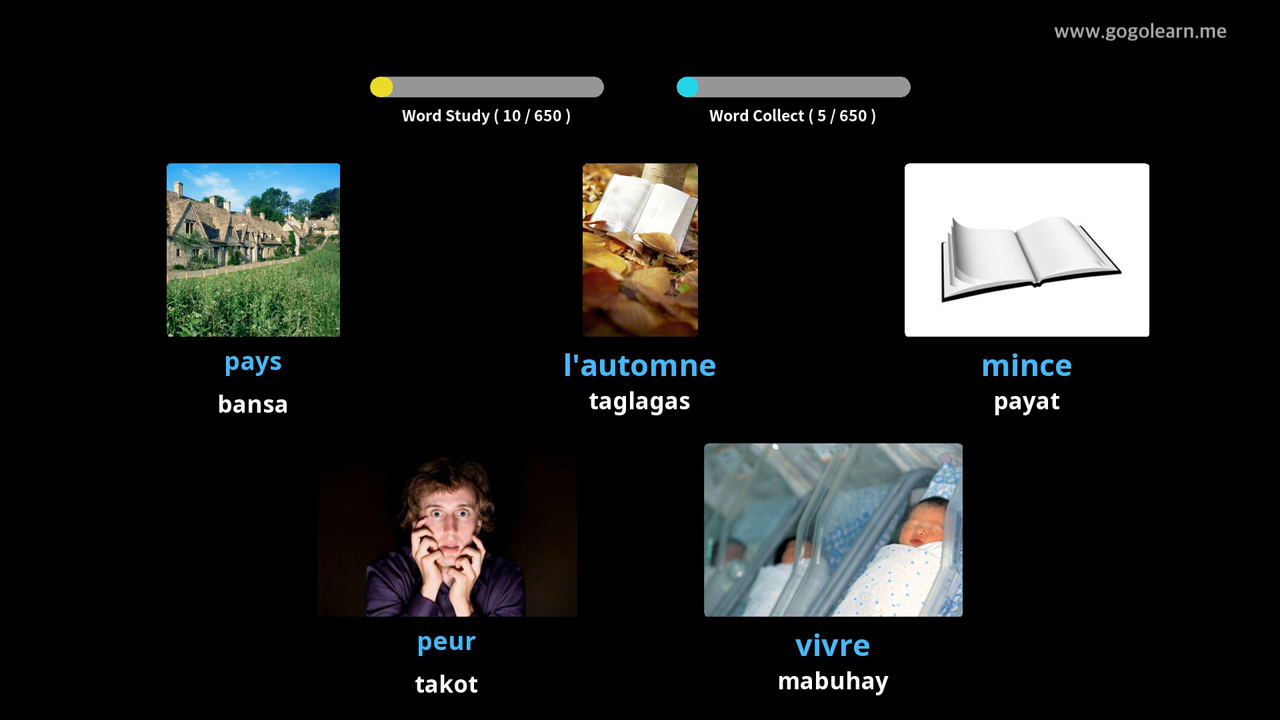 www.gogolearn.me
Word Study ( 10 / 650 )
Word Collect ( 5 / 650 )
pays
bansa
l'automne
taglagas
mince
payat
peur
takot
vivre
mabuhay